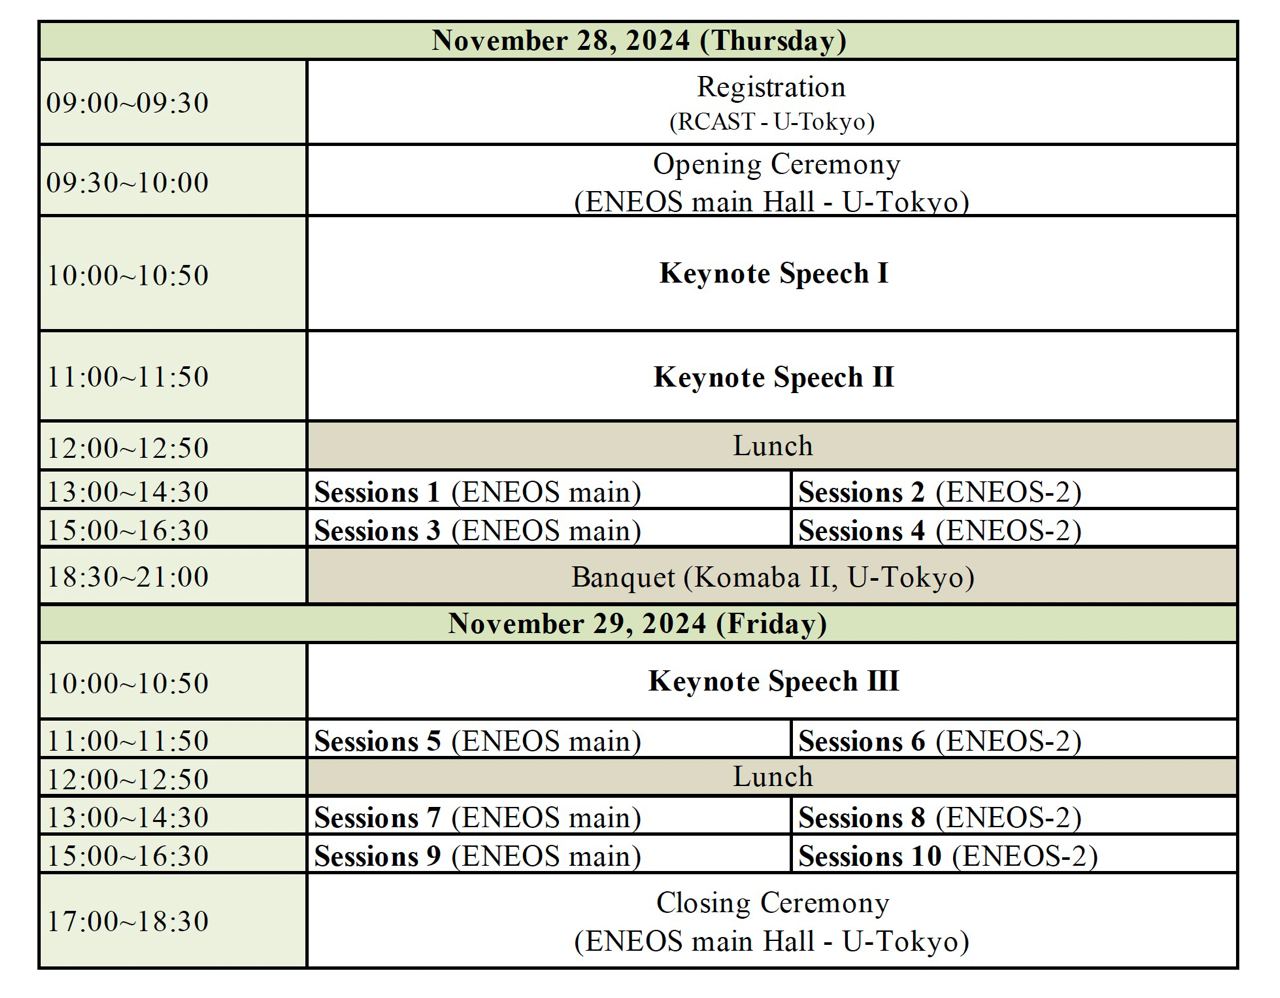 November 28, 2024 (Thursday)
09:00~09:30
Registration
(RCAST - U-Tokyo)
09:30~10:00
Opening Ceremony
(ENEOS main Hall - U-Tokyo)
10:00~10:50
Keynote Speech I
11:00~11:50
Keynote Speech II
12:00~12:50
Lunch
13:00~14:30
Sessions 1 (ENEOS main)
Sessions 2 (ENEOS-2)
15:00~16:30
Sessions 3 (ENEOS main)
Sessions 4 (ENEOS-2)
18:30~21:00
Banquet (Komaba II, U-Tokyo)
November 29, 2024 (Friday)
10:00~10:50
Keynote Speech III
11:00~11:50
Sessions 5 (ENEOS main)
Sessions 6 (ENEOS-2)
12:00~12:50
Lunch
13:00~14:30
Sessions 7 (ENEOS main)
Sessions 8 (ENEOS-2)
15:00~16:30
Sessions 9 (ENEOS main)
Sessions 10 (ENEOS-2)
17:00~18:30
Closing Ceremony
(ENEOS main Hall - U-Tokyo)